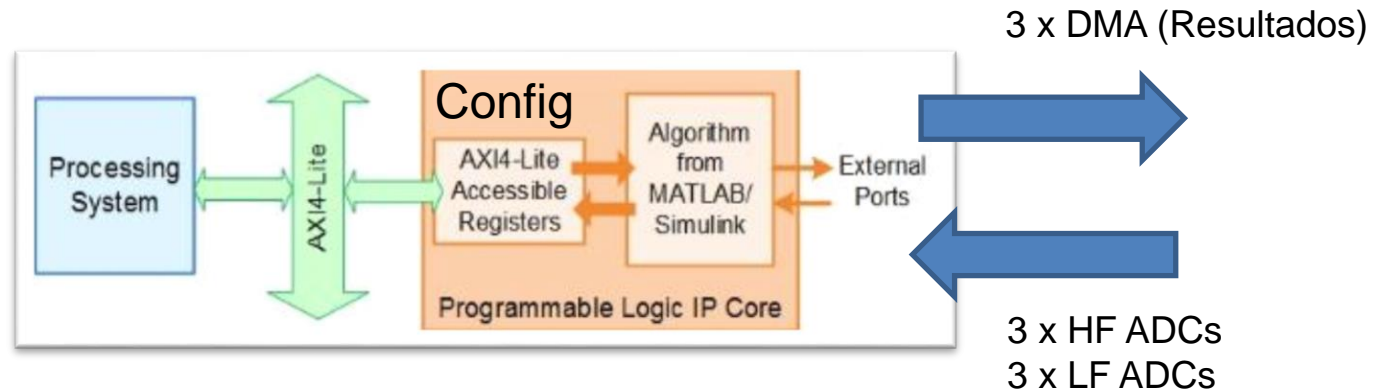 3 x DMA (Resultados)
Config
Processing
System
AXI4-Lite
AXI4-Lite
Accessible
Registers
Algorithm
from
MATLAB/
Simulink
External
Ports
Programmable Logic IP Core
3 x HF ADCs
3 x LF ADCs